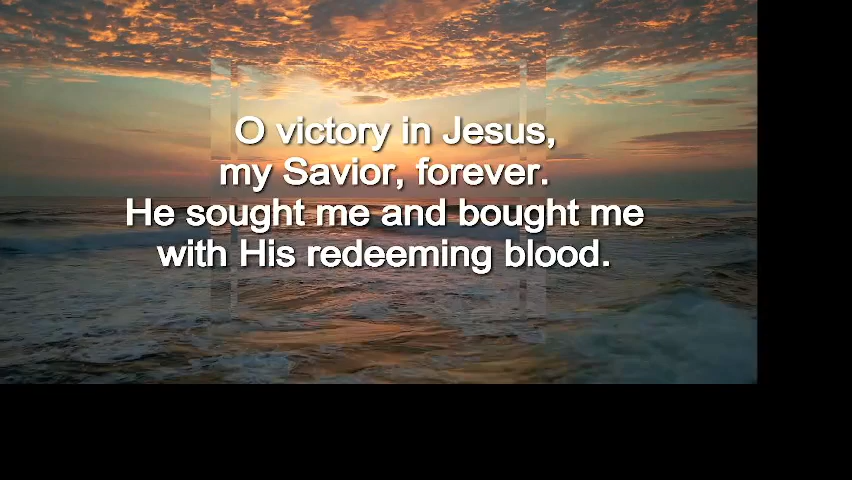 O victory in Jesus,
my Savior, forever.
He sought me and bought me
with His redeeming blood.